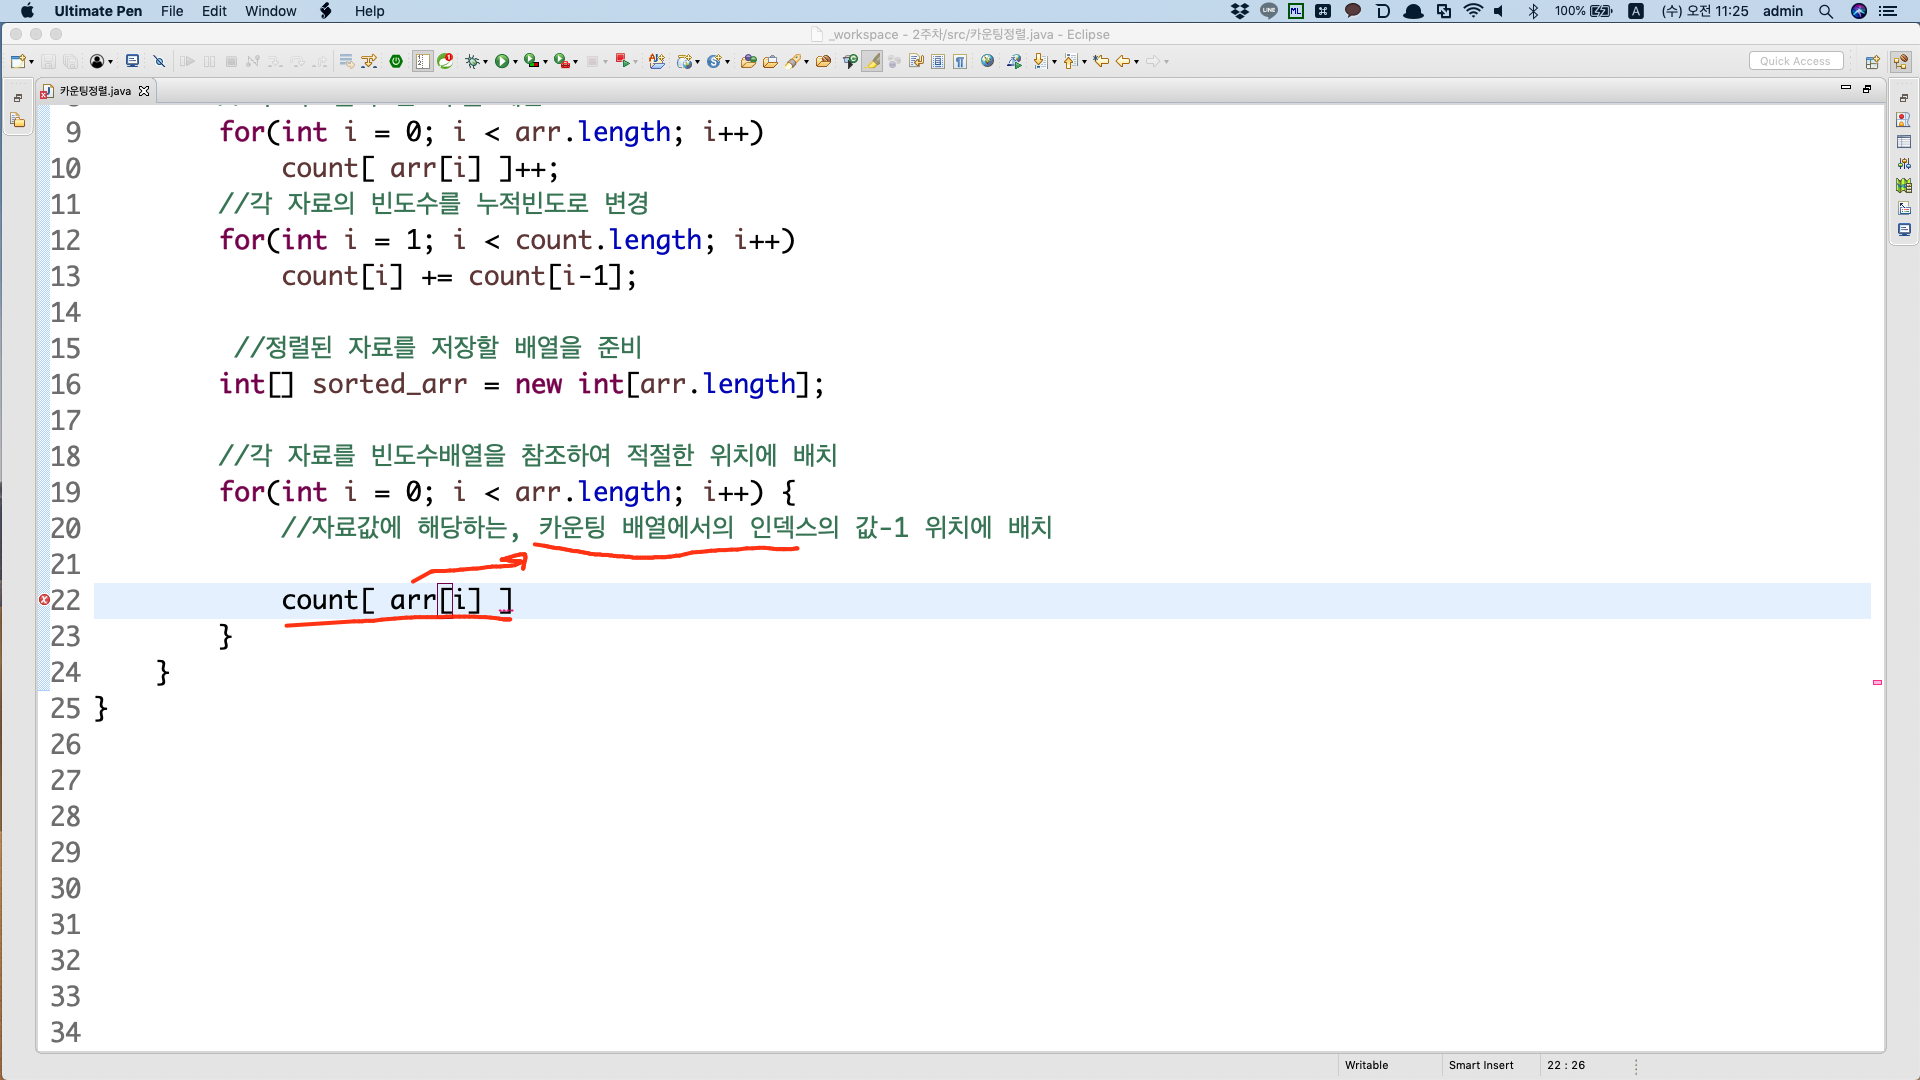 Ultimate Pen File Edit Window Help
100% A (수) 오전 11:25 admin
_workspace - 2주차/src/카운팅정렬.java - Eclipse
Quick Access
카운팅정렬.java
9 for(int i = 0; i < arr.length; i++)
10 count[ arr[i] ]++;
11 //각 자료의 빈도수를 누적빈도로 변경
12 for(int i = 1; i < count.length; i++)
13 count[i] += count[i-1];
14
15 //정렬된 자료를 저장할 배열을 준비
16 int[] sorted_arr = new int[arr.length];
17
18 //각 자료를 빈도수배열을 참조하여 적절한 위치에 배치
19 for(int i = 0; i < arr.length; i++) {
20 //자료값에 해당하는, 카운팅 배열에서의 인덱스의 값-1 위치에 배치
21
22 count[ arr[i] ]
23 }
24 }
25 }
26
27
28
29
30
31
32
33
34
Writable Smart Insert 22 : 26